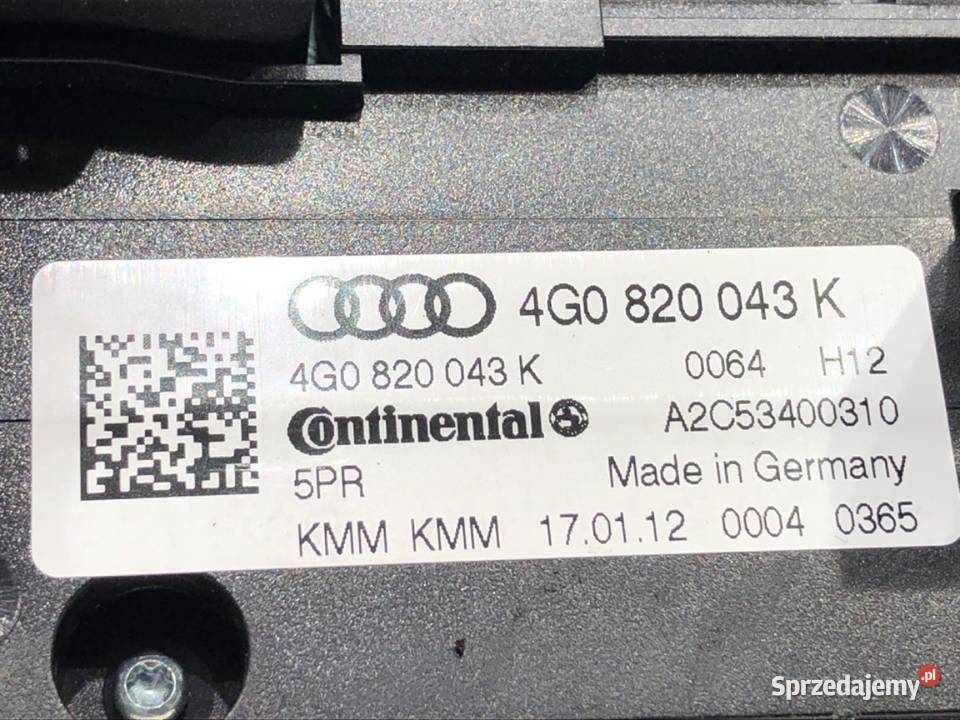 4G0 820 043 K
4G0 820 043 K 0064 H12
Continental A2C53400310
5PR Made in Germany
KMM KMM 17.01.12 0004 0365
Sprzedajemy.pl